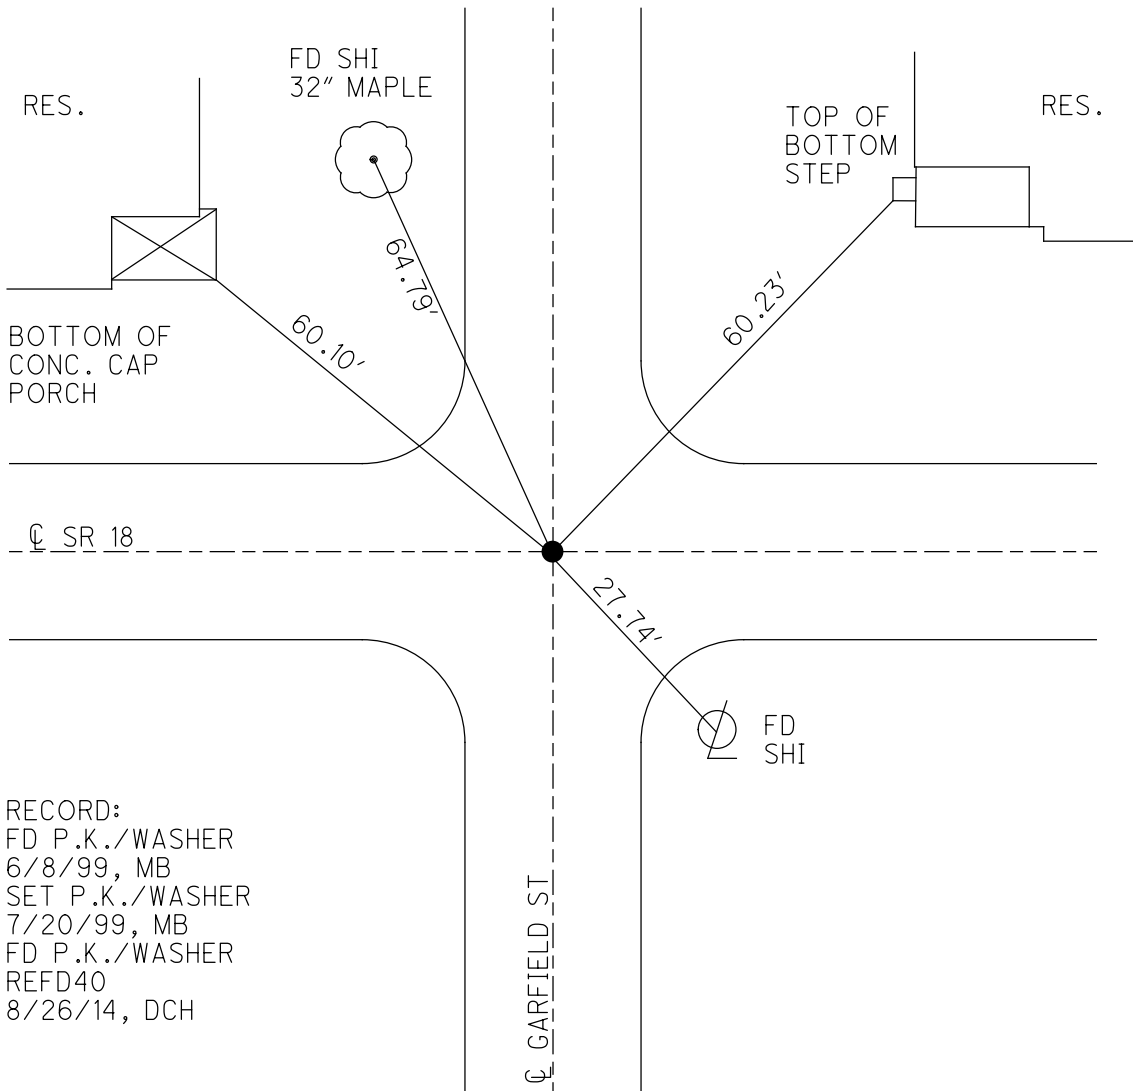 FD SHI
32" MAPLE
RES.
RES.
TOP OF
BOTTOM
STEP
64.79'
60.23'
60.10'
BOTTOM OF
CONC. CAP
PORCH
℄ SR 18
27.74'
FD
SHI
RECORD:
FD P.K./WASHER
6/8/99, MB
SET P.K./WASHER
7/20/99, MB
FD P.K./WASHER
REFD40
8/26/14, DCH
℄ GARFIELD ST